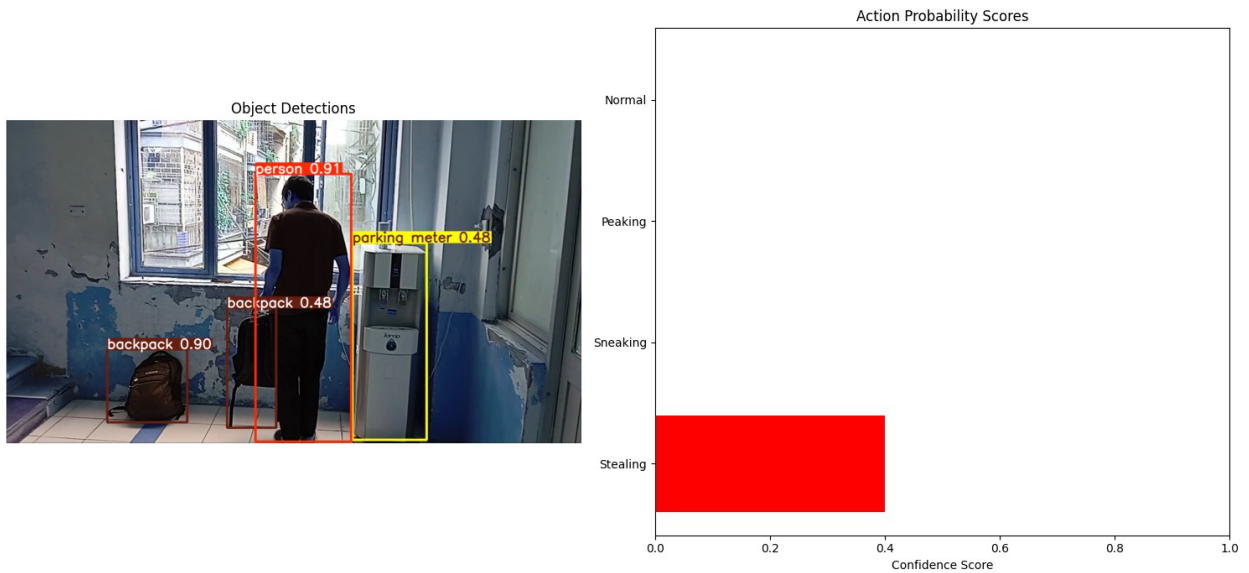 Object Detections
person 0.91
parking meter 0.48
backpack 0.48
backpack 0.90
Action Probability Scores
Normal
Peaking
Sneaking
Stealing
0.0 0.2 0.4 0.6 0.8 1.0
Confidence Score